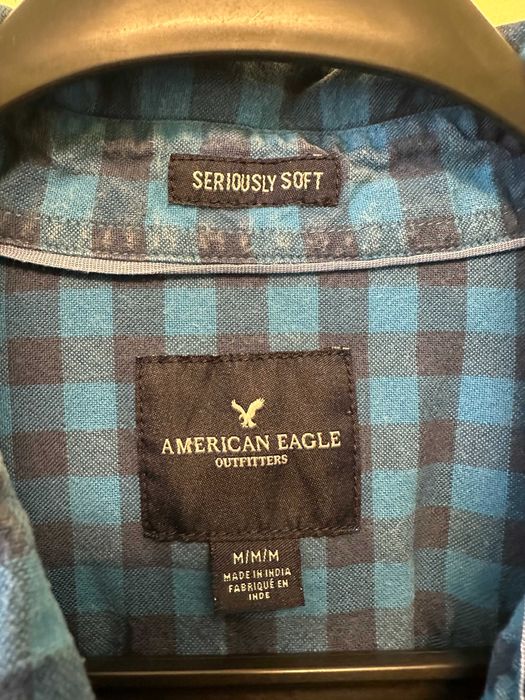 SERIOUSLY SOFT
AMERICAN EAGLE
OUTFITTERS
M/M/M
MADE IN INDIA
FABRIQUÉ EN
INDE